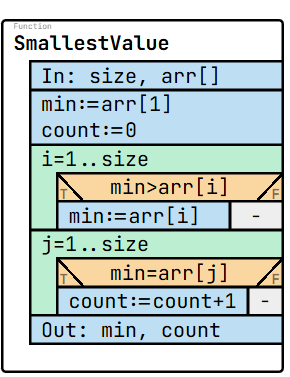 Function
SmallestValue
In: size, arr[]
min:=arr[1]
count:=0
i=1..size
T min>arr[i] F
min:=arr[i] -
j=1..size
T min=arr[j] F
count:=count+1 -
Out: min, count